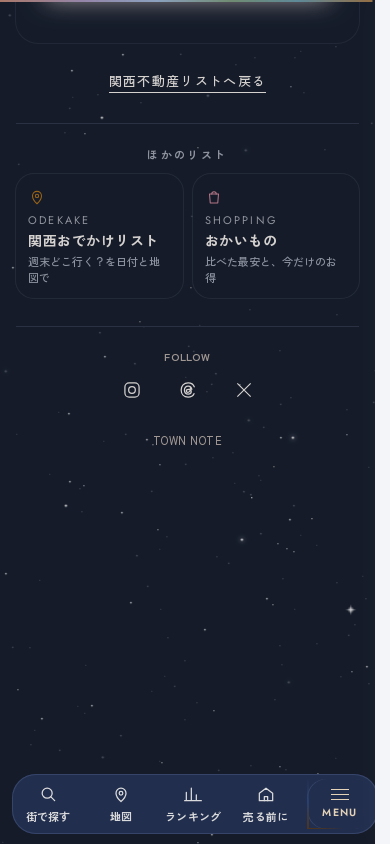 関西不動産リストへ戻る
ほかのリスト
ODEKAKE
関西おでかけリスト
週末どこ行く？を日付と地
図で
SHOPPING
おかいもの
比べた最安と、今だけのお
得
FOLLOW
TOWN NOTE
街で探す
地図
ランキング
売る前に
MENU